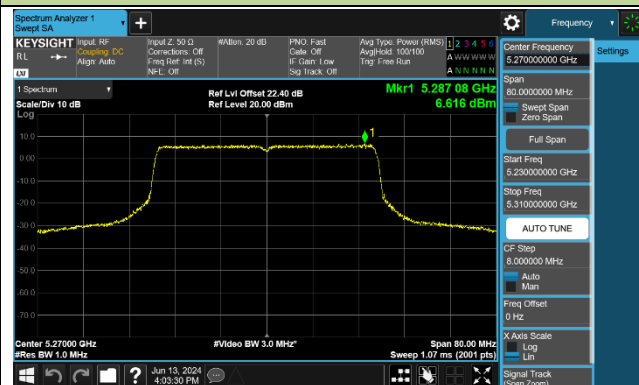 Spectrum Analyzer 1
Swept SA
Frequency
KEYSIGHT
RL
LXI
Input: RF
Coupling: DC
Align: Auto
Input Z: 50 Ω
Corrections: Off
Freq Ref: Int (S)
NFE: Off
#Atten: 20 dB
PNO: Fast
Gate: Off
IF Gain: Low
Sig Track: Off
Avg Type: Power (RMS)
Avg|Hold: 100/100
Trig: Free Run
1 2 3 4 5 6
A W W W W W
A N N N N N
1 Spectrum
Scale/Div 10 dB
Log
Ref Lvl Offset 22.40 dB
Ref Level 20.00 dBm
Mkr1 5.287 08 GHz
6.616 dBm
1
10.0
0.00
-10.0
-20.0
-30.0
-40.0
-50.0
-60.0
-70.0
Center 5.27000 GHz
#Res BW 1.0 MHz
#Video BW 3.0 MHz*
Span 80.00 MHz
Sweep 1.07 ms (2001 pts)
?
Jun 13, 2024
4:03:30 PM
Center Frequency
5.270000000 GHz
Settings
Span
80.0000000 MHz
Swept Span
Zero Span
Full Span
Start Freq
5.230000000 GHz
Stop Freq
5.310000000 GHz
AUTO TUNE
CF Step
8.000000 MHz
Auto
Man
Freq Offset
0 Hz
X Axis Scale
Log
Lin
Signal Track
(Span Zoom)